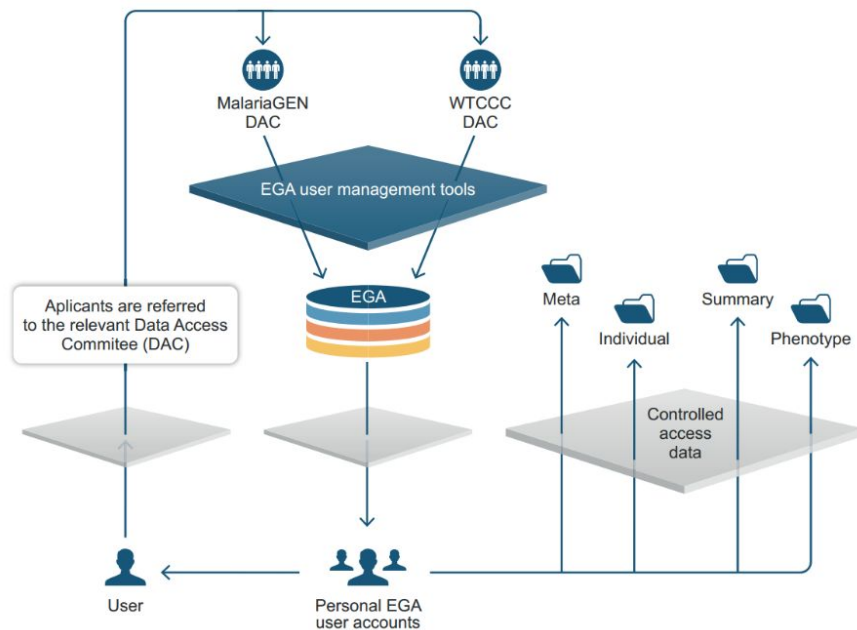 MalariaGEN
DAC
WTCCC
DAC
EGA user management tools
Aplicants are referred
to the relevant Data Access
Commitee (DAC)
EGA
Meta
Individual
Summary
Phenotype
Controlled
access
data
User
Personal EGA
user accounts